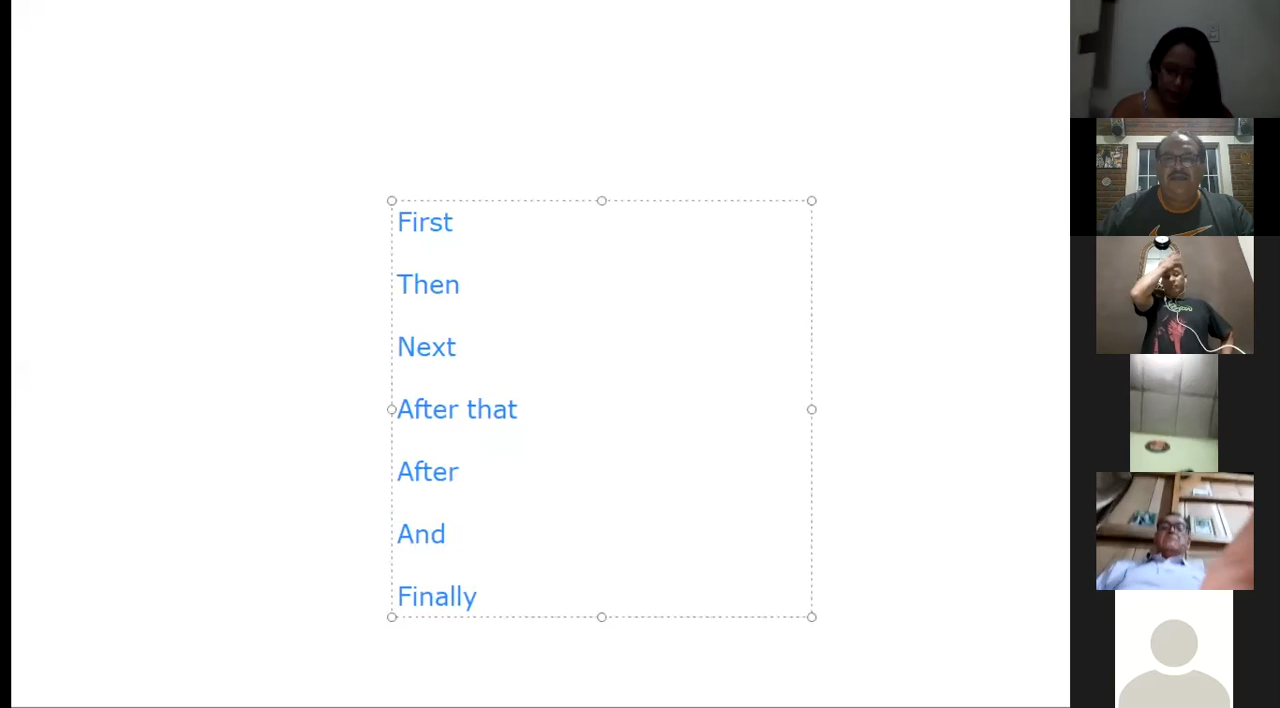 First
Then
Next
After that
After
And
Finally